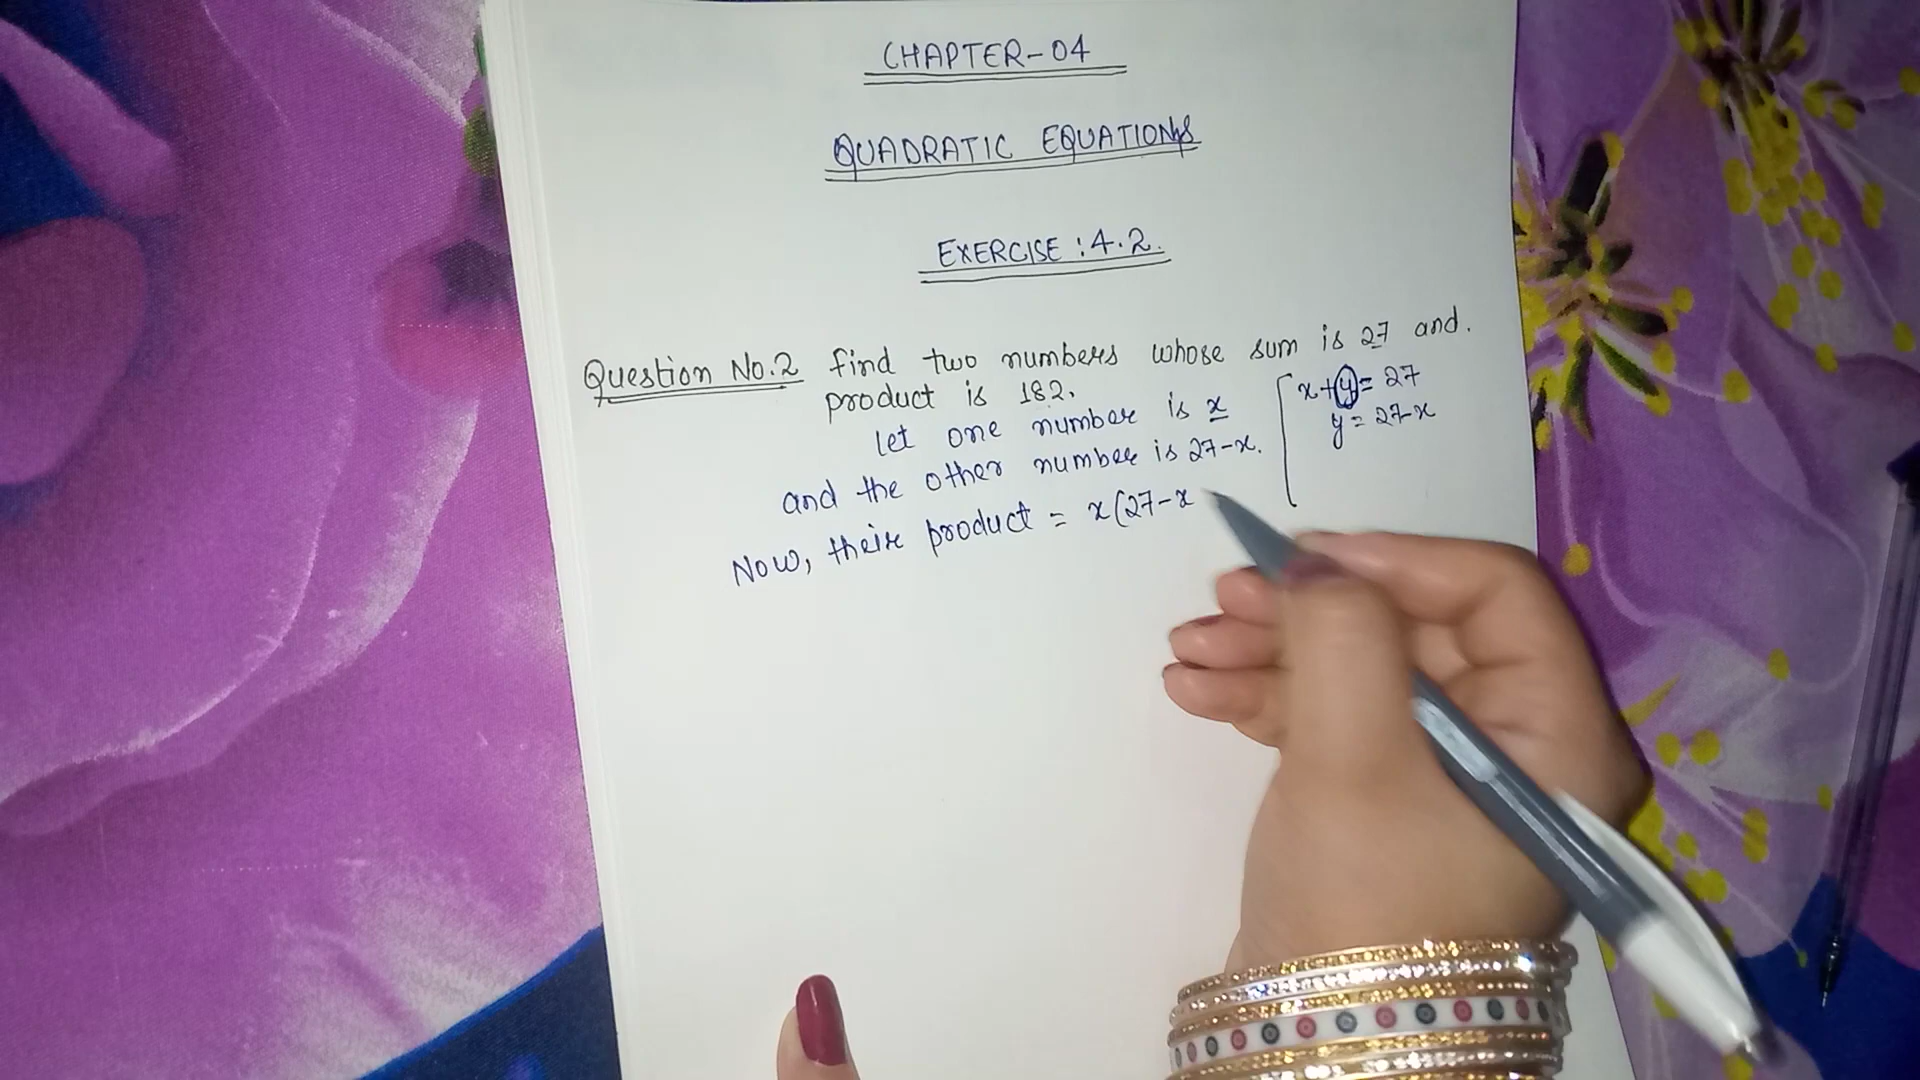 CHAPTER-04
QUADRATIC EQUATIONS
EXERCISE : 4.2.
Question No.2 find two numbers whose sum is 27 and.
product is 182.
let one number is x
and the other number is 27-x.
Now, their product = x(27-x
x+y= 27
y = 27-x